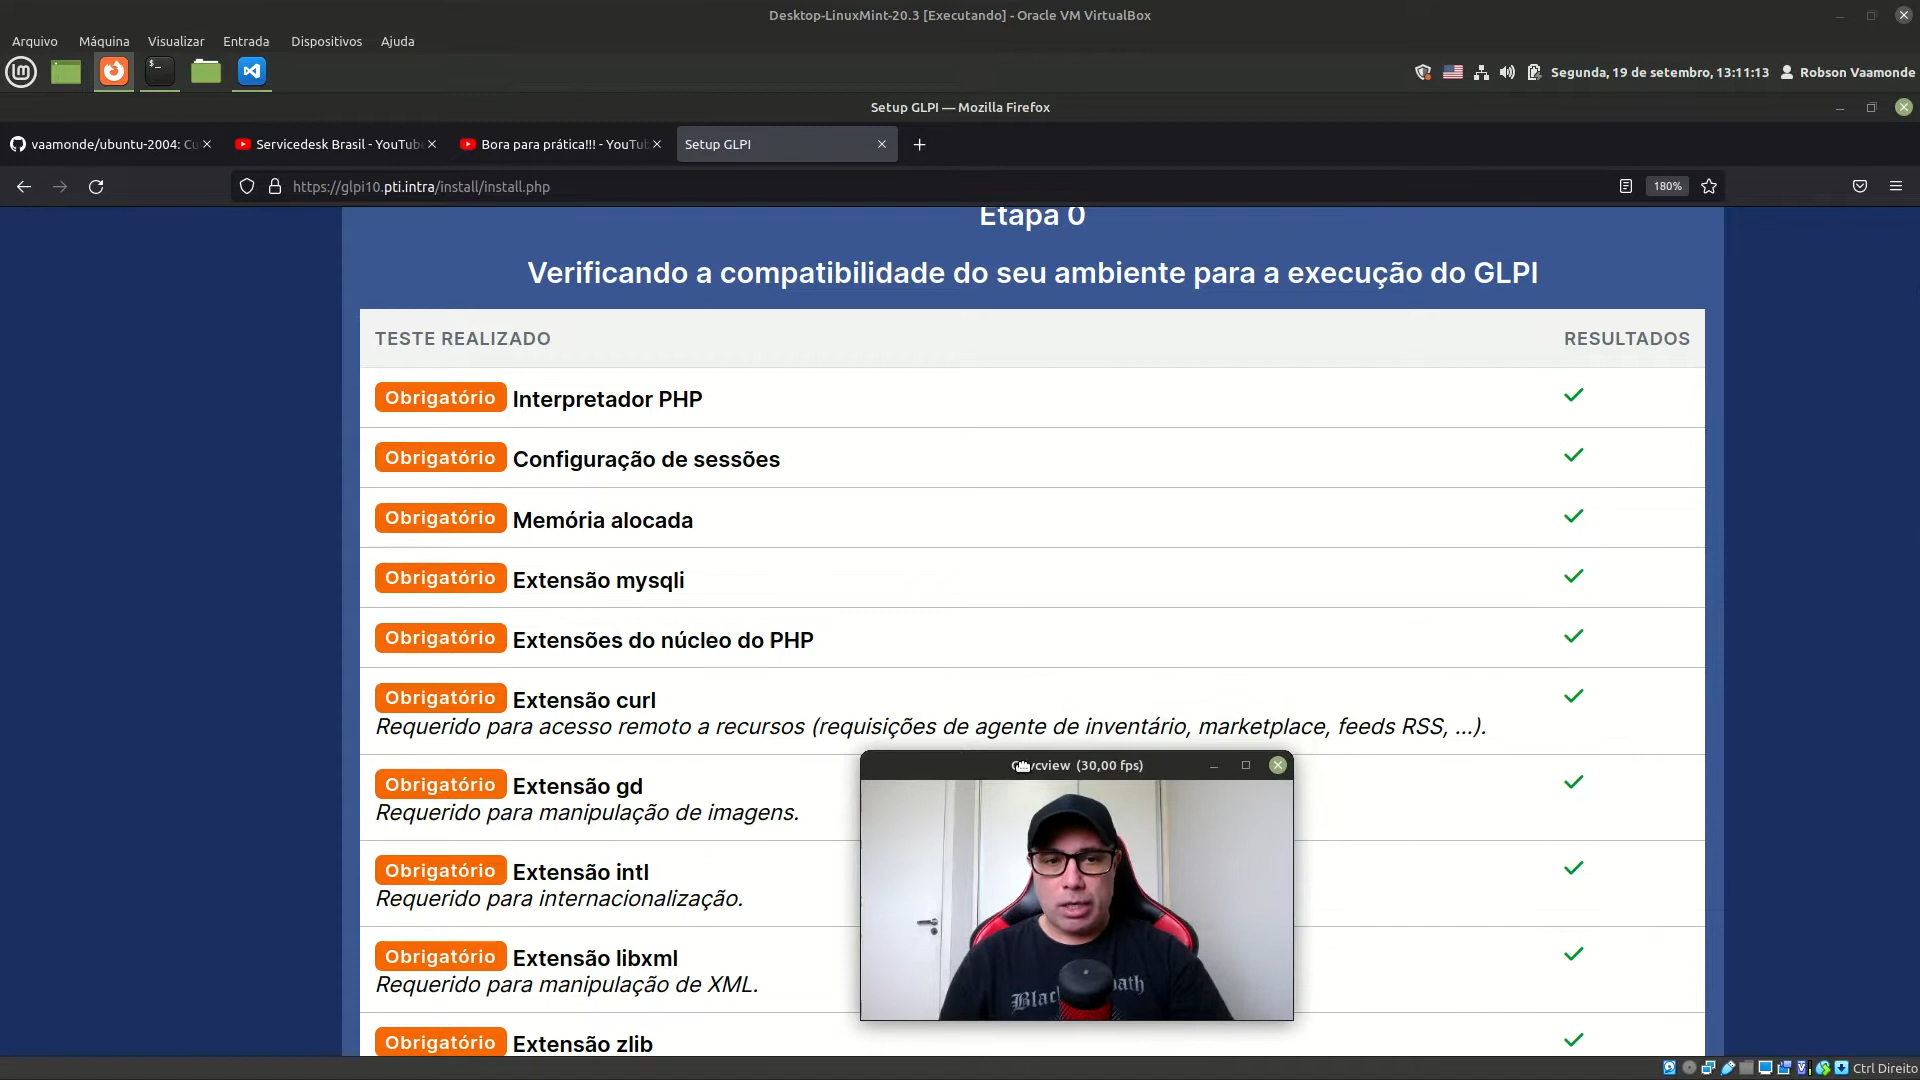 Desktop-LinuxMint-20.3 [Executando] - Oracle VM VirtualBox
Arquivo Máquina Visualizar Entrada Dispositivos Ajuda
Segunda, 19 de setembro, 13:11:13 Robson Vaamonde
Setup GLPI — Mozilla Firefox
vaamonde/ubuntu-2004: Cu Servicedesk Brasil - YouTube Bora para prática!!! - YouTub Setup GLPI
https://glpi10.pti.intra/install/install.php 180%
Etapa 0
Verificando a compatibilidade do seu ambiente para a execução do GLPI
TESTE REALIZADO RESULTADOS
Obrigatório Interpretador PHP
Obrigatório Configuração de sessões
Obrigatório Memória alocada
Obrigatório Extensão mysqli
Obrigatório Extensões do núcleo do PHP
Obrigatório Extensão curl
Requerido para acesso remoto a recursos (requisições de agente de inventário, marketplace, feeds RSS, ...).
(30,00 fps)
Obrigatório Extensão gd
Requerido para manipulação de imagens.
Obrigatório Extensão intl
Requerido para internacionalização.
Obrigatório Extensão libxml
Requerido para manipulação de XML.
Obrigatório Extensão zlib
Ctrl Direito